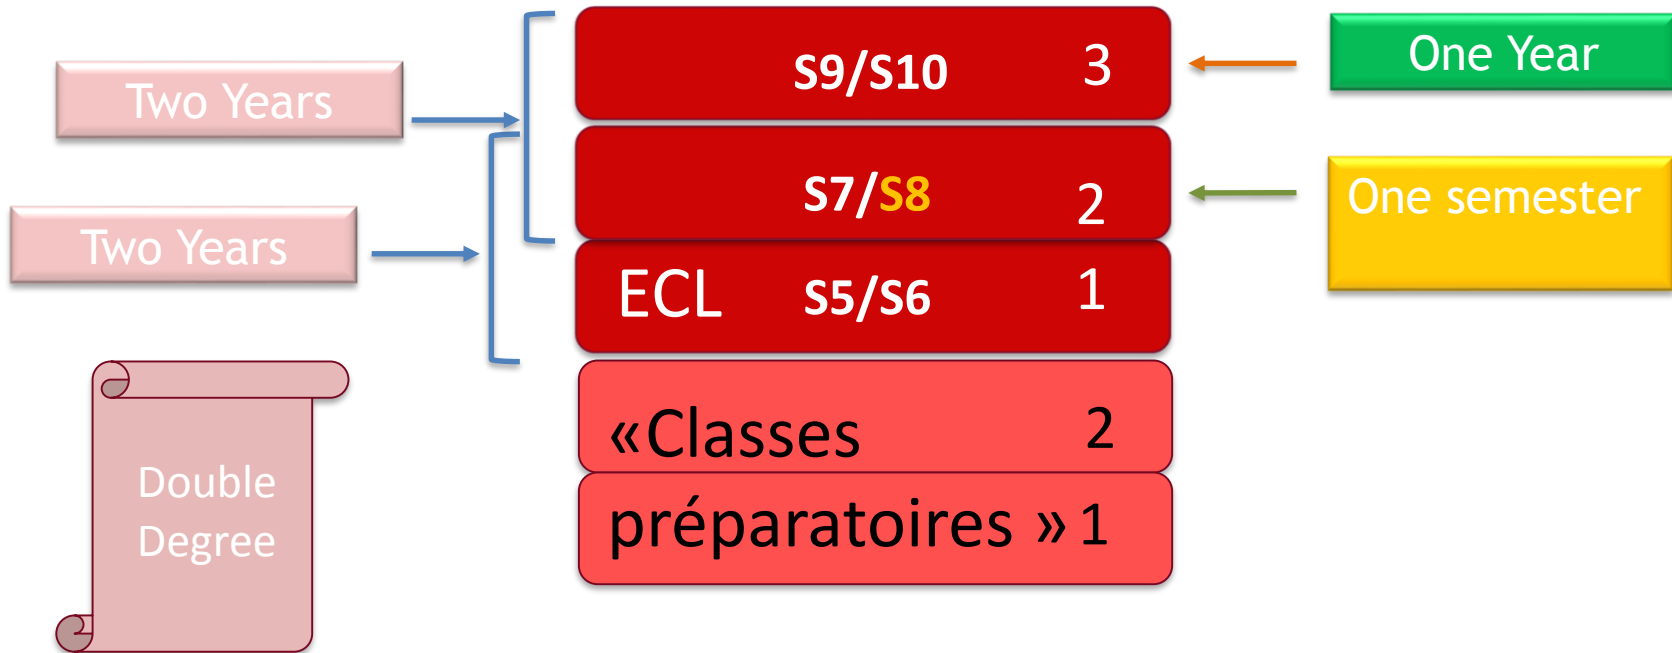 Two Years
Two Years
Double
Degree
S9/S10 3
S7/S8 2
ECL S5/S6 1
«Classes 2
préparatoires » 1
One Year
One semester